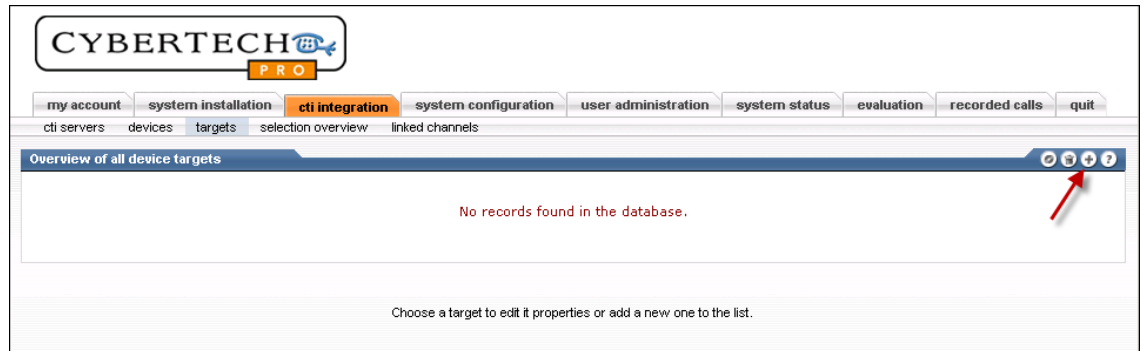 CYBERTECH
PRO
my account system installation cti integration system configuration user administration system status evaluation recorded calls quit
cti servers devices targets selection overview linked channels
Overview of all device targets
?
No records found in the database.
Choose a target to edit it properties or add a new one to the list.